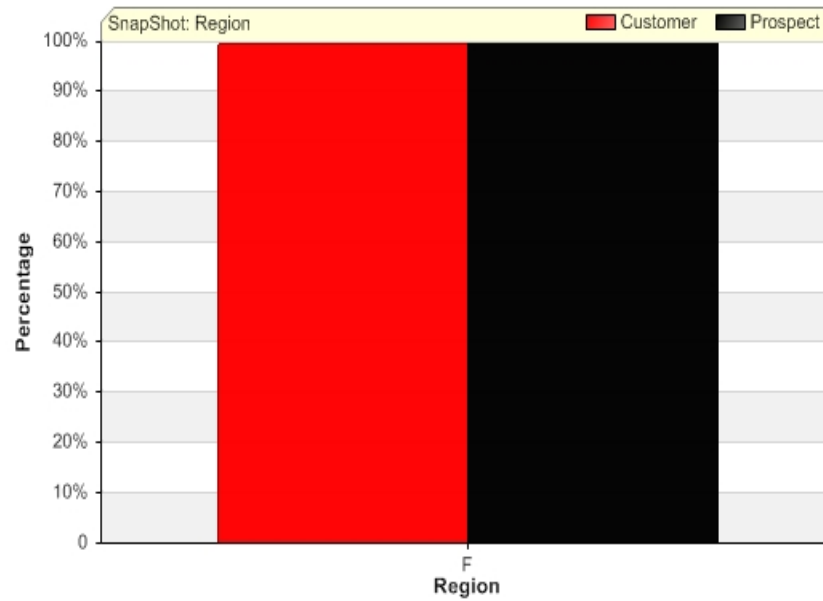 SnapShot: Region
Customer
Prospect
100%
90%
80%
70%
60%
50%
40%
30%
20%
10%
0
Percentage
F
Region